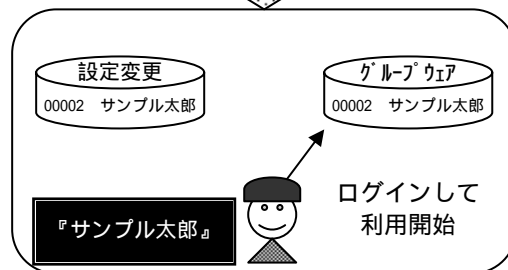 設定変更
00002 サンプル太郎
ｸﾞﾙｰﾌﾟｳｪｱ
00002 サンプル太郎
ログインして
利用開始
『サンプル太郎』